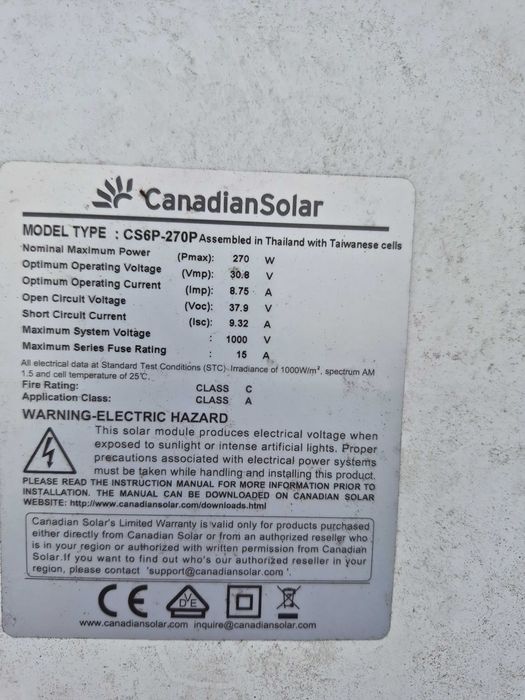 CanadianSolar
MODEL TYPE : CS6P-270P Assembled in Thailand with Taiwanese cells
Nominal Maximum Power (Pmax): 270 W
Optimum Operating Voltage (Vmp): 30.8 V
Optimum Operating Current (Imp): 8.75 A
Open Circuit Voltage (Voc): 37.9 V
Short Circuit Current (Isc): 9.32 A
Maximum System Voltage : 1000 V
Maximum Series Fuse Rating : 15 A
All electrical data at Standard Test Conditions (STC)-Irradiance of 1000W/m², spectrum AM
1.5 and cell temperature of 25℃.
Fire Rating: CLASS C
Application Class: CLASS A
WARNING-ELECTRIC HAZARD
This solar module produces electrical voltage when
exposed to sunlight or intense artificial lights. Proper
precautions associated with electrical power systems
must be taken while handling and installing this product.
PLEASE READ THE INSTRUCTION MANUAL FOR MORE INFORMATION PRIOR TO
INSTALLATION. THE MANUAL CAN BE DOWNLOADED ON CANADIAN SOLAR
WEBSITE: http://www.canadiansolar.com/downloads.html
Canadian Solar's Limited Warranty is valid only for products purchased
either directly from Canadian Solar or from an authorized reseller who
is in your region or authorized with written permission from Canadian
Solar.If you want to find out who's our authorized reseller in your
region, please contact 'support@canadiansolar.com '.
CE VDE
www.canadiansolar.com inquire@canadiansolar.com